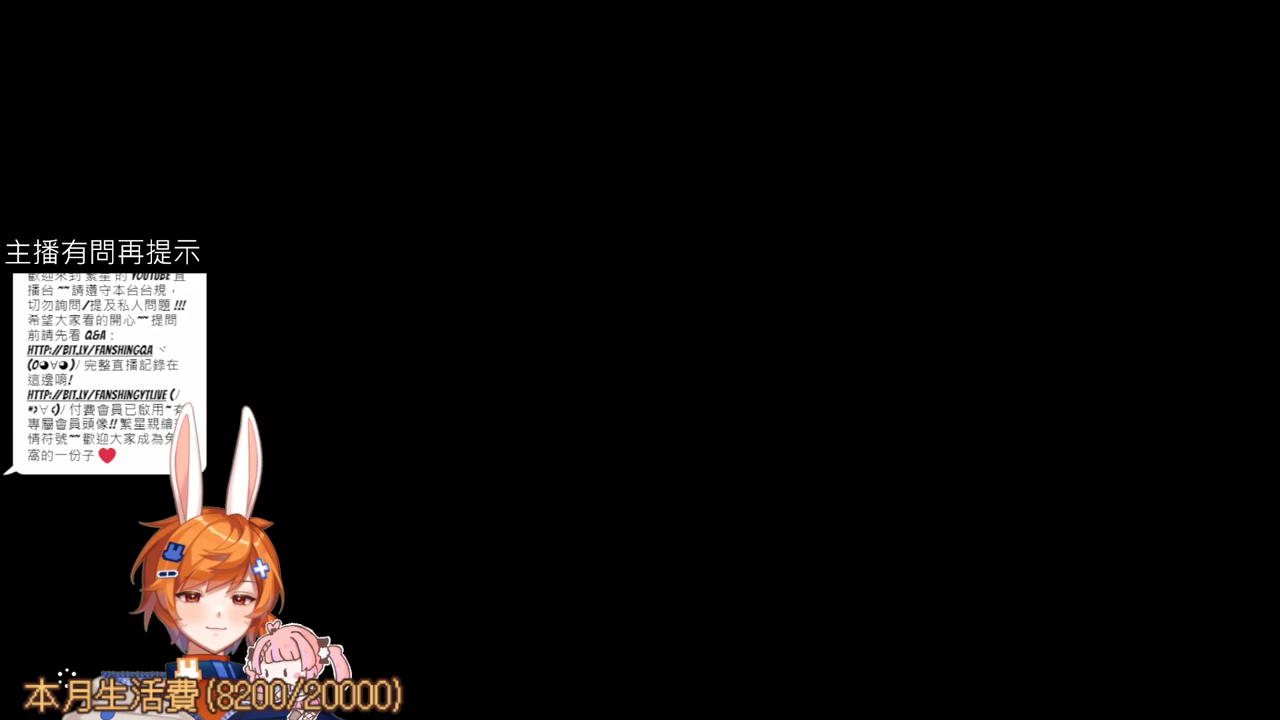 主播有問再提示
歡迎來到 繁星 的 YOUTUBE 直
播台 ~~ 請遵守本台台規，
切勿詢問/提及私人問題 !!!
希望大家看的開心~~ 提問
前請先看 Q&A：
HTTP://BIT.LY/FANSHINGQA ヾ
(O◕∀◕)ﾉ 完整直播記錄在
這邊唷!
HTTP://BIT.LY/FANSHINGYTLIVE (ﾉ
*>∀<)ﾉ 付費會員已啟用~ 有
專屬會員頭像!! 繁星親繪
情符號~~ 歡迎大家成為兔
窩的一份子 ❤
本月生活費 (8200/20000)